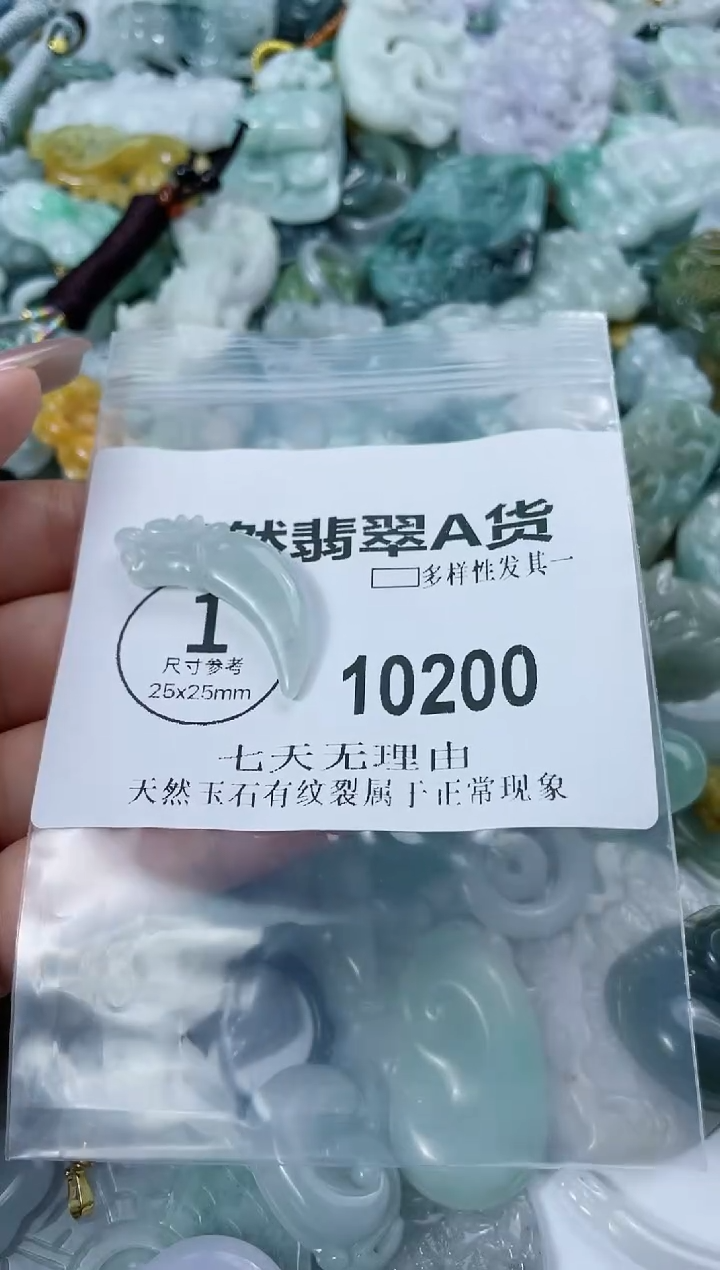 然翡翠A货
多样性发其一
1
尺寸参考
25x25mm
10200
七天无理由
天然玉石有纹裂属于正常现象